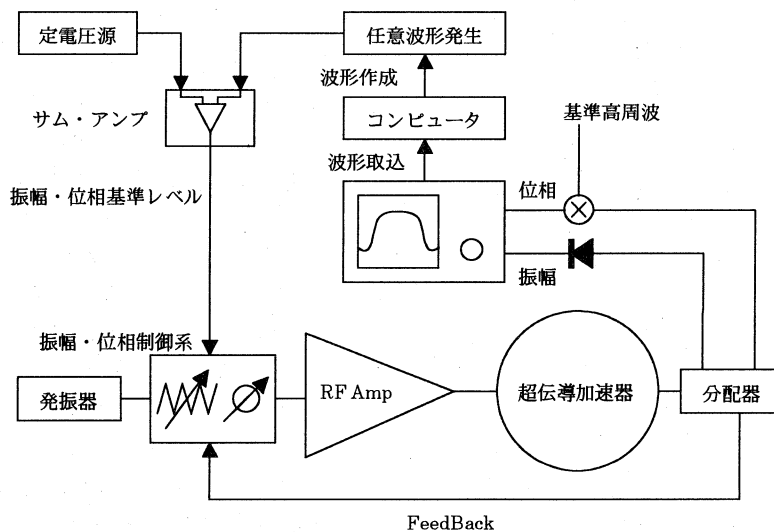 定電圧源
任意波形発生
波形作成
サム・アンプ
コンピュータ
基準高周波
波形取込
振幅・位相基準レベル
位相
振幅
振幅・位相制御系
発振器
RF Amp
超伝導加速器
分配器
FeedBack